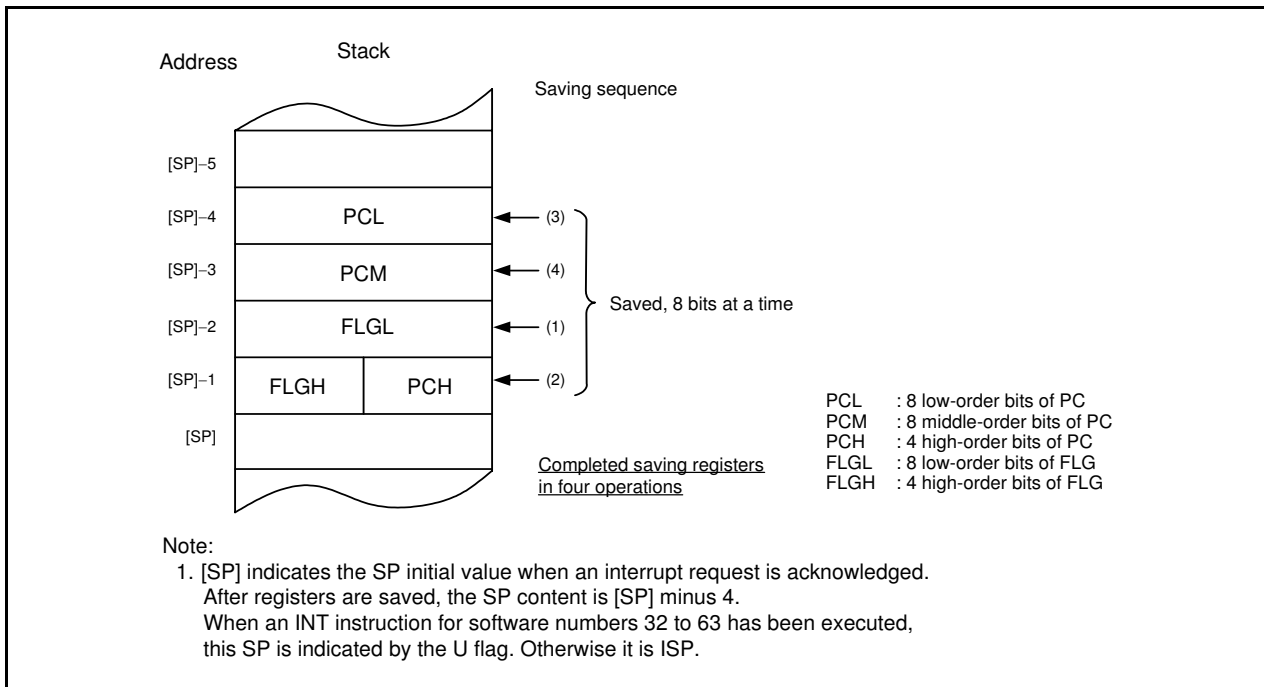 Address
Stack
Saving sequence
[SP]−5
[SP]−4 PCL (3)
[SP]−3 PCM (4)
Saved, 8 bits at a time
[SP]−2 FLGL (1)
[SP]−1 FLGH PCH (2)
[SP]
Completed saving registers
in four operations
PCL : 8 low-order bits of PC
PCM : 8 middle-order bits of PC
PCH : 4 high-order bits of PC
FLGL : 8 low-order bits of FLG
FLGH : 4 high-order bits of FLG
Note:
1. [SP] indicates the SP initial value when an interrupt request is acknowledged.
After registers are saved, the SP content is [SP] minus 4.
When an INT instruction for software numbers 32 to 63 has been executed,
this SP is indicated by the U flag. Otherwise it is ISP.